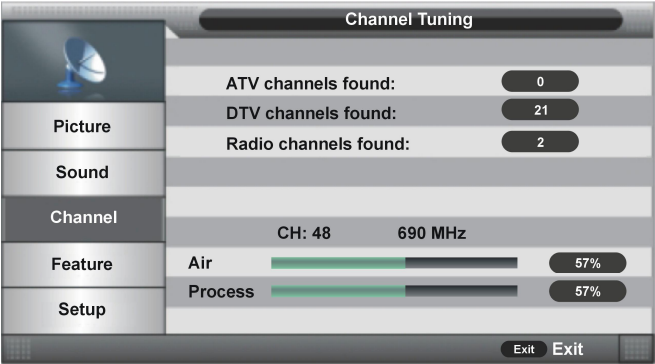 Channel Tuning
Picture
Sound
Channel
Feature
Setup
ATV channels found: 0
DTV channels found: 21
Radio channels found: 2
CH: 48 690 MHz
Air 57%
Process 57%
Exit Exit